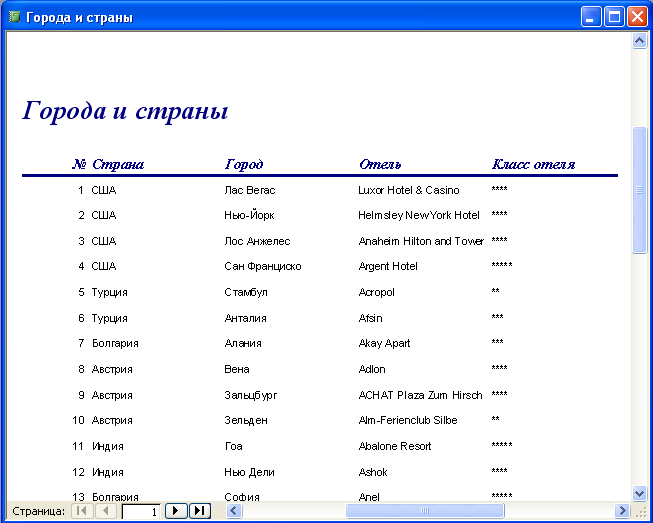 Города и страны
Города и страны
№ Страна Город Отель Класс отеля
1 США Лас Вегас Luxor Hotel & Casino ****
2 США Нью-Йорк Helmsley NewYork Hotel ****
3 США Лос Анжелес Anaheim Hilton and Tower ****
4 США Сан Франциско Argent Hotel *****
5 Турция Стамбул Acropol **
6 Турция Анталия Afsin ***
7 Болгария Алания Akay Apart ***
8 Австрия Вена Adlon ****
9 Австрия Зальцбург ACHAT Plaza Zum Hirsch ****
10 Австрия Зельден Alm-Ferienclub Silbe **
11 Индия Гоа Abalone Resort *****
12 Индия Нью Дели Ashok ****
13 Болгария София Anel *****
Страница: 1